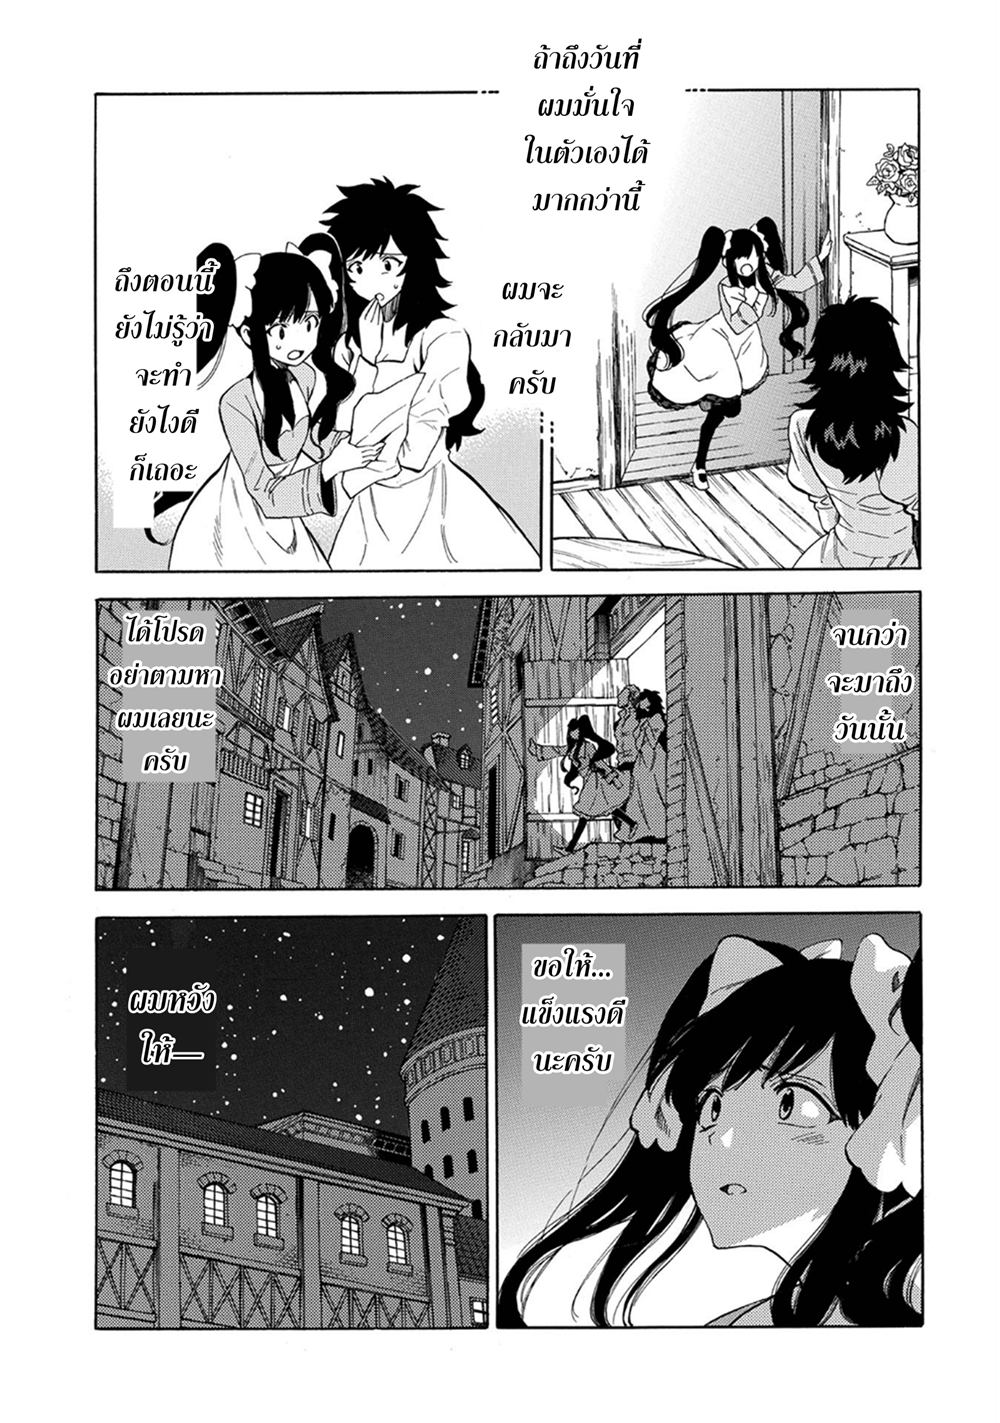 ถ้าถึงวันที่
ผมมั่นใจ
ในตัวเองได้
มากกว่านี้
ผมจะ
กลับมา
ครับ
ถึงตอนนี้
ยังไม่รู้ว่า
จะทำ
ยังไงดี
ก็เถอะ
จนกว่า
จะมาถึง
วันนั้น
ได้โปรด
อย่าตามหา
ผมเลยนะ
ครับ
ขอให้...
แข็งแรงดี
นะครับ
ผมหวัง
ให้—